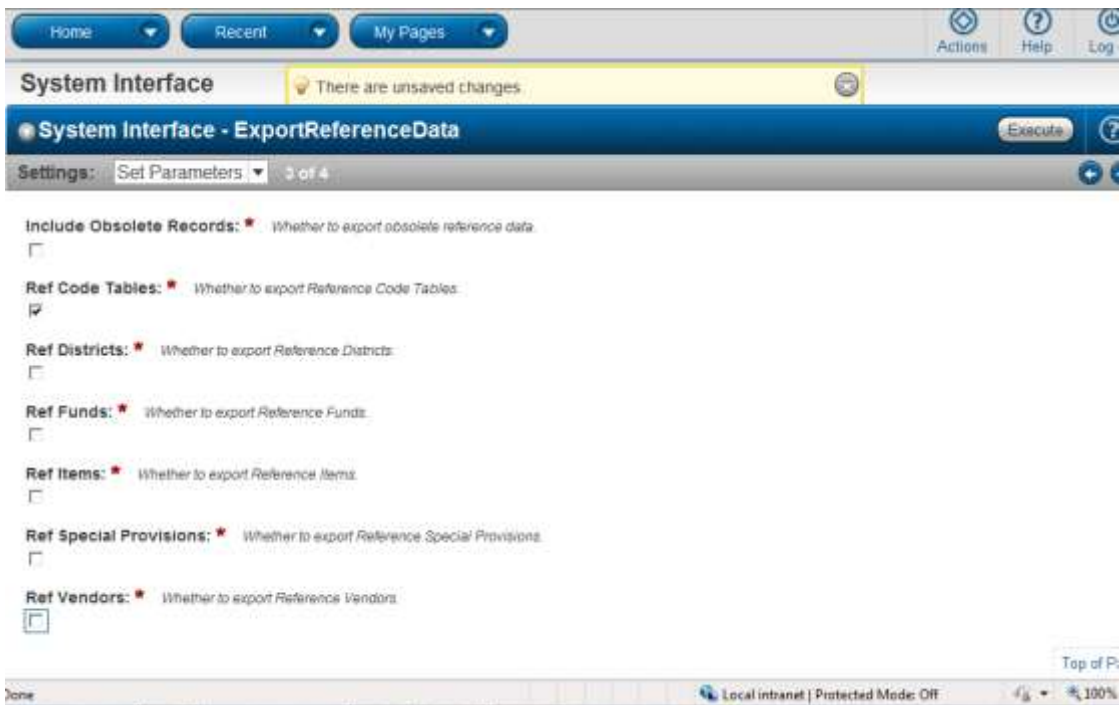 Home Recent My Pages Actions Help Log
System Interface There are unsaved changes
System Interface - ExportReferenceData Execute
Settings: Set Parameters 3 of 4
Include Obsolete Records: * Whether to export obsolete reference data.
Ref Code Tables: * Whether to export Reference Code Tables.
Ref Districts: * Whether to export Reference Districts.
Ref Funds: * Whether to export Reference Funds.
Ref Items: * Whether to export Reference Items.
Ref Special Provisions: * Whether to export Reference Special Provisions.
Ref Vendors: * Whether to export Reference Vendors.
Top of P
Done Local intranet | Protected Mode: Off 100%